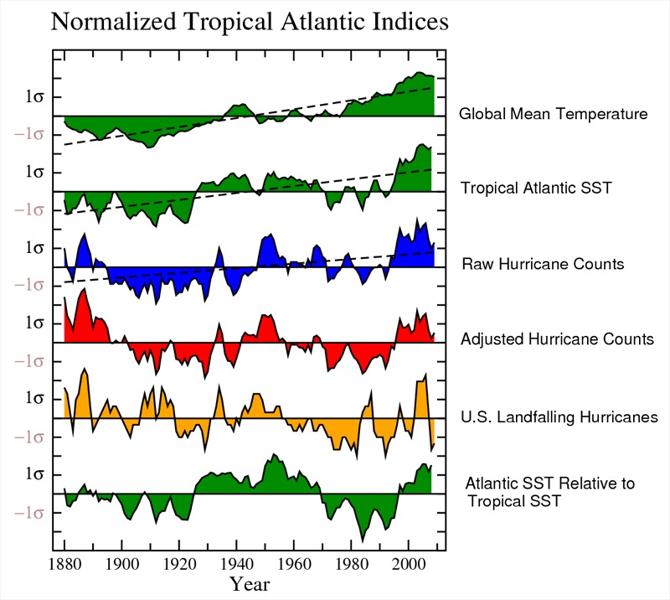 Normalized Tropical Atlantic Indices
1σ
−1σ
Global Mean Temperature
1σ
−1σ
Tropical Atlantic SST
1σ
−1σ
Raw Hurricane Counts
1σ
−1σ
Adjusted Hurricane Counts
1σ
−1σ
U.S. Landfalling Hurricanes
1σ
−1σ
Atlantic SST Relative to
Tropical SST
1880 1900 1920 1940 1960 1980 2000
Year